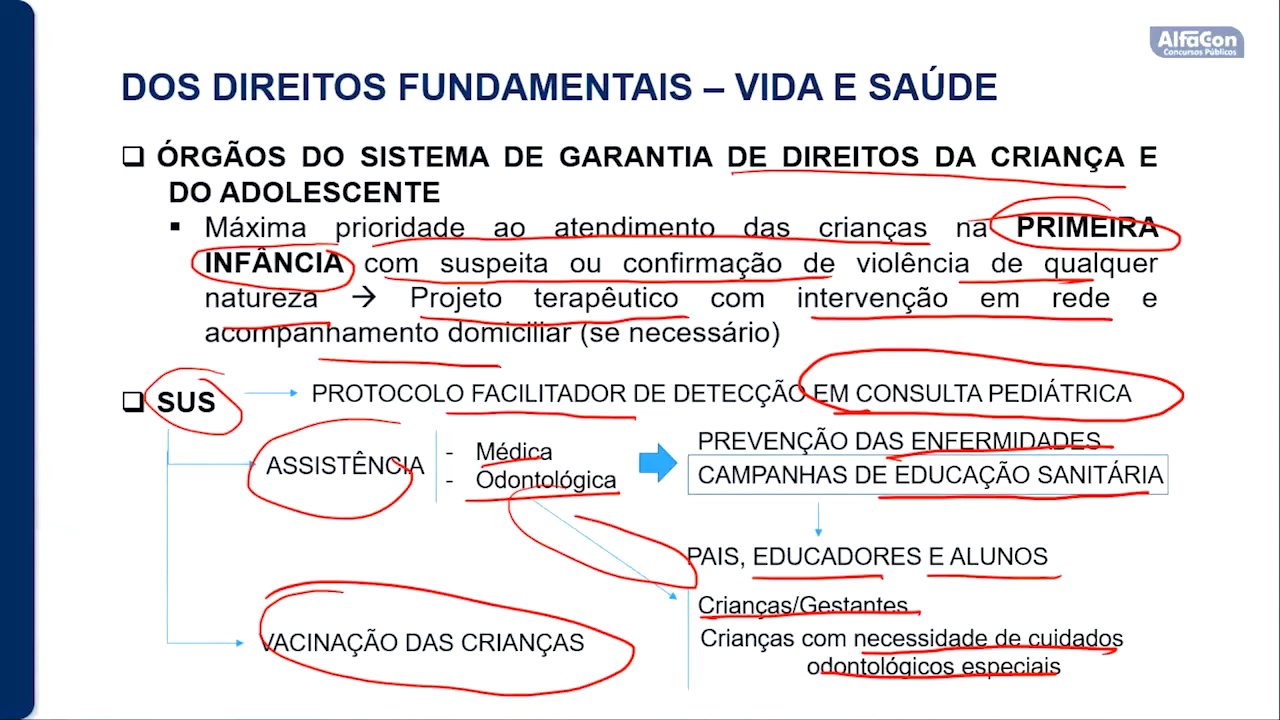 AlfaCon
Concursos Públicos
DOS DIREITOS FUNDAMENTAIS – VIDA E SAÚDE
ÓRGÃOS DO SISTEMA DE GARANTIA DE DIREITOS DA CRIANÇA E
DO ADOLESCENTE
Máxima prioridade ao atendimento das crianças na PRIMEIRA
INFÂNCIA com suspeita ou confirmação de violência de qualquer
natureza → Projeto terapêutico com intervenção em rede e
acompanhamento domiciliar (se necessário)
SUS
PROTOCOLO FACILITADOR DE DETECÇÃO EM CONSULTA PEDIÁTRICA
ASSISTÊNCIA
- Médica
- Odontológica
PREVENÇÃO DAS ENFERMIDADES
CAMPANHAS DE EDUCAÇÃO SANITÁRIA
PAIS, EDUCADORES E ALUNOS
Crianças/Gestantes
Crianças com necessidade de cuidados
odontológicos especiais
VACINAÇÃO DAS CRIANÇAS